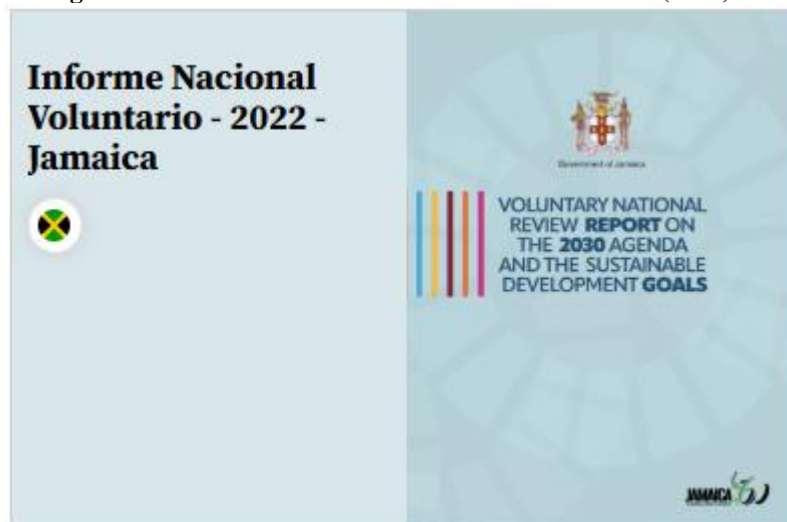 Informe Nacional
Voluntario - 2022 -
Jamaica
Government of Jamaica
VOLUNTARY NATIONAL
REVIEW REPORT ON
THE 2030 AGENDA
AND THE SUSTAINABLE
DEVELOPMENT GOALS
JAMAICA 60